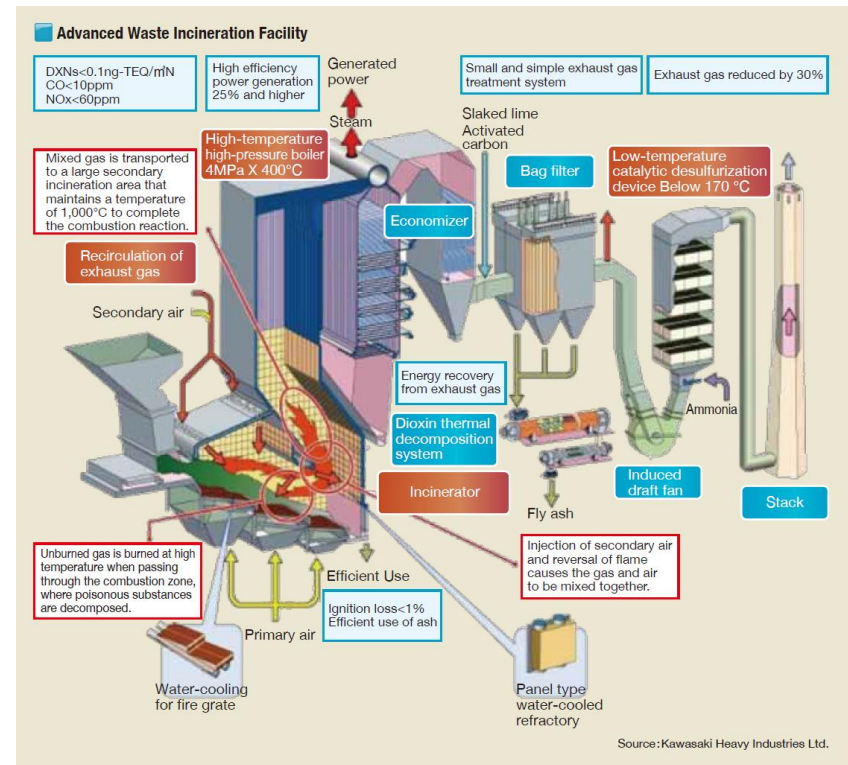 Advanced Waste Incineration Facility
DXNs<0.1ng-TEQ/m³N
CO<10ppm
NOx<60ppm
High efficiency
power generation
25% and higher
Generated
power
Steam
Small and simple exhaust gas
treatment system
Exhaust gas reduced by 30%
Mixed gas is transported
to a large secondary
incineration area that
maintains a temperature
of 1,000°C to complete
the combustion reaction.
High-temperature
high-pressure boiler
4MPa X 400°C
Slaked lime
Activated
carbon
Bag filter
Low-temperature
catalytic desulfurization
device Below 170 °C
Economizer
Recirculation of
exhaust gas
Secondary air
Energy recovery
from exhaust gas
Ammonia
Dioxin thermal
decomposition
system
Induced
draft fan
Incinerator
Stack
Fly ash
Unburned gas is burned at high
temperature when passing
through the combustion zone,
where poisonous substances
are decomposed.
Injection of secondary air
and reversal of flame
causes the gas and air
to be mixed together.
Efficient Use
Ignition loss<1%
Efficient use of ash
Primary air
Water-cooling
for fire grate
Panel type
water-cooled
refractory
Source:Kawasaki Heavy Industries Ltd.